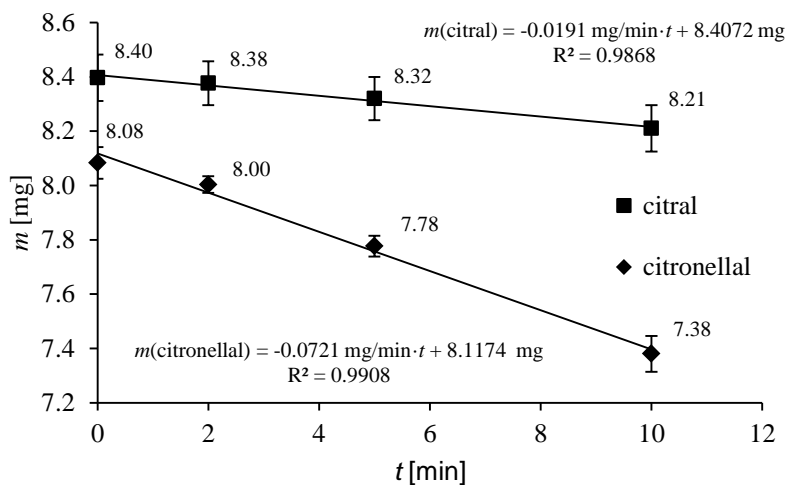 m(citral) = -0.0191 mg/min·t + 8.4072 mg
R² = 0.9868
8.40
8.38
8.32
8.21
8.08
8.00
7.78
7.38
citral
citronellal
m(citronellal) = -0.0721 mg/min·t + 8.1174 mg
R² = 0.9908
m [mg]
8.6
8.4
8.2
8.0
7.8
7.6
7.4
7.2
0 2 4 6 8 10 12
t [min]